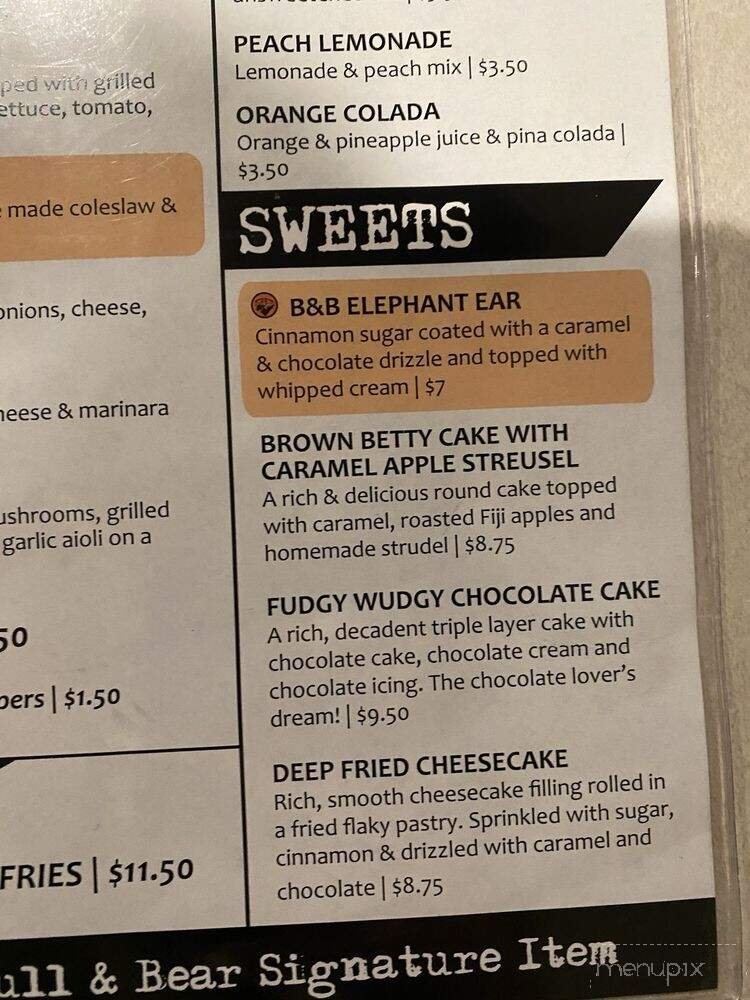 PEACH LEMONADE
Lemonade & peach mix | $3.50
ORANGE COLADA
Orange & pineapple juice & pina colada |
$3.50
with grilled
tomato,
made coleslaw &
onions, cheese,
& marinara
grilled
garlic aioli on a
50
| $1.50
FRIES | $11.50
SWEETS
B&B ELEPHANT EAR
Cinnamon sugar coated with a caramel
& chocolate drizzle and topped with
whipped cream | $7
BROWN BETTY CAKE WITH
CARAMEL APPLE STREUSEL
A rich & delicious round cake topped
with caramel, roasted Fiji apples and
homemade strudel | $8.75
FUDGY WUDGY CHOCOLATE CAKE
A rich, decadent triple layer cake with
chocolate cake, chocolate cream and
chocolate icing. The chocolate lover's
dream! | $9.50
DEEP FRIED CHEESECAKE
Rich, smooth cheesecake filling rolled in
a fried flaky pastry. Sprinkled with sugar,
cinnamon & drizzled with caramel and
chocolate | $8.75
ull & Bear Signature Item
menupix